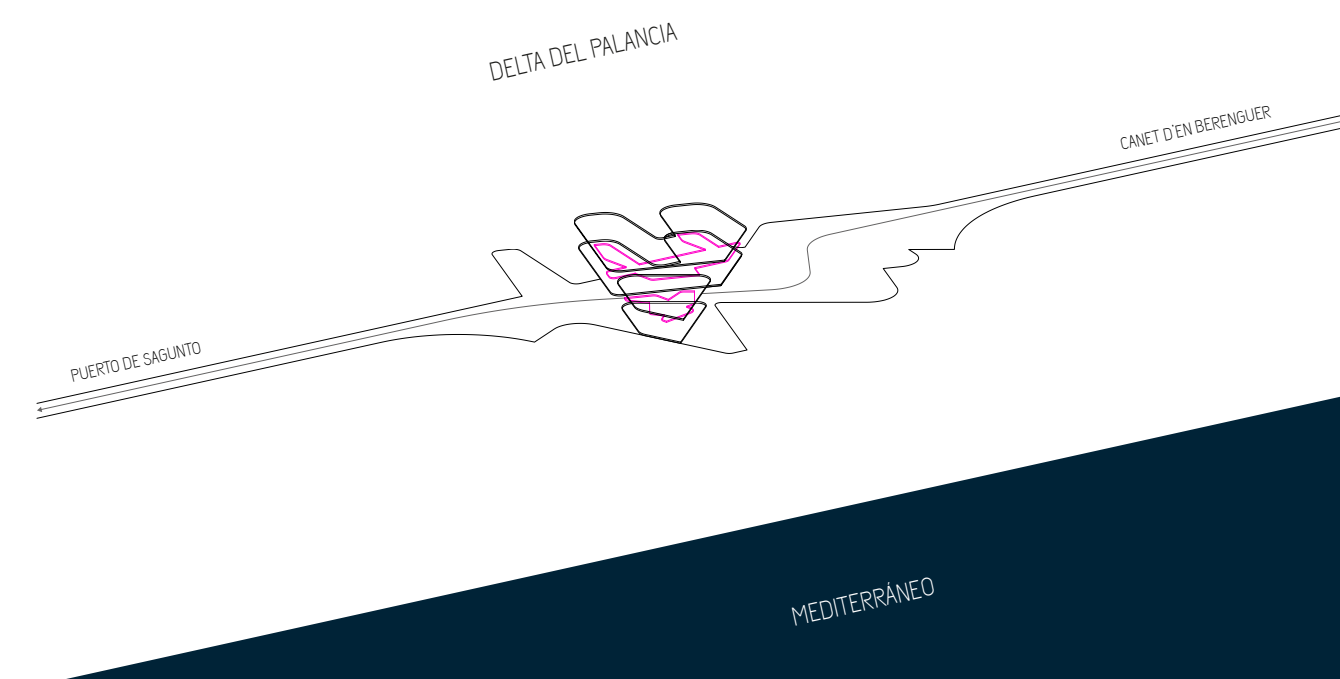 DELTA DEL PALANCIA
CANET D'EN BERENGUER
PUERTO DE SAGUNTO
MEDITERRÁNEO